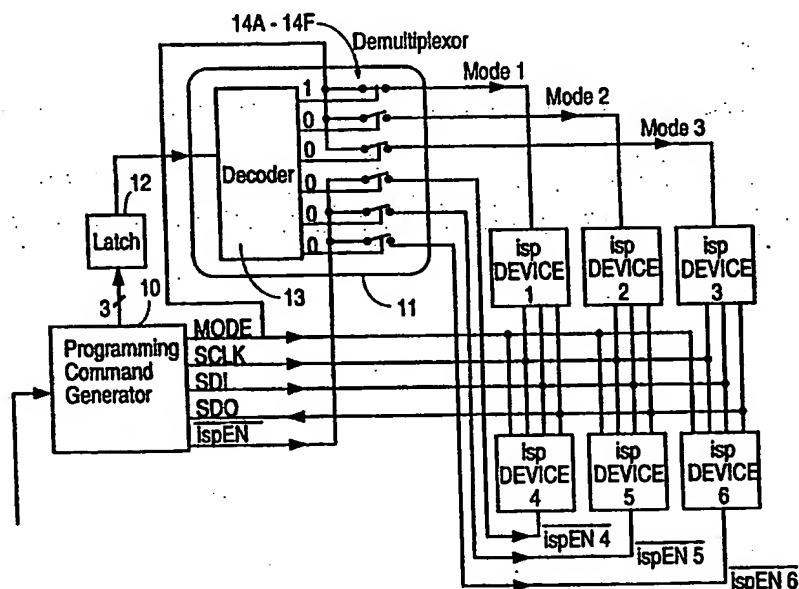 14A - 14F
Demultiplexor
Mode 1
Mode 2
Mode 3
1
0
0
0
0
0
Decoder
12
Latch
13
11
3
10
Programming
Command
Generator
MODE
SCLK
SDI
SDO
ispEN
isp
DEVICE
1
isp
DEVICE
2
isp
DEVICE
3
isp
DEVICE
4
isp
DEVICE
5
isp
DEVICE
6
ispEN 4
ispEN 5
ispEN 6